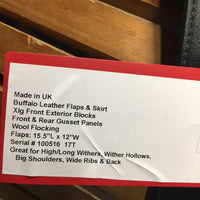 Made in UK
Buffalo Leather Flaps & Skirt
Xlg Front Exterior Blocks
Front & Rear Gusset Panels
Wool Flocking
Flaps: 15.5"L x 12"W
Serial # 100516 17T
Great for High/Long Withers, Wither Hollows,
Big Shoulders, Wide Ribs & Back